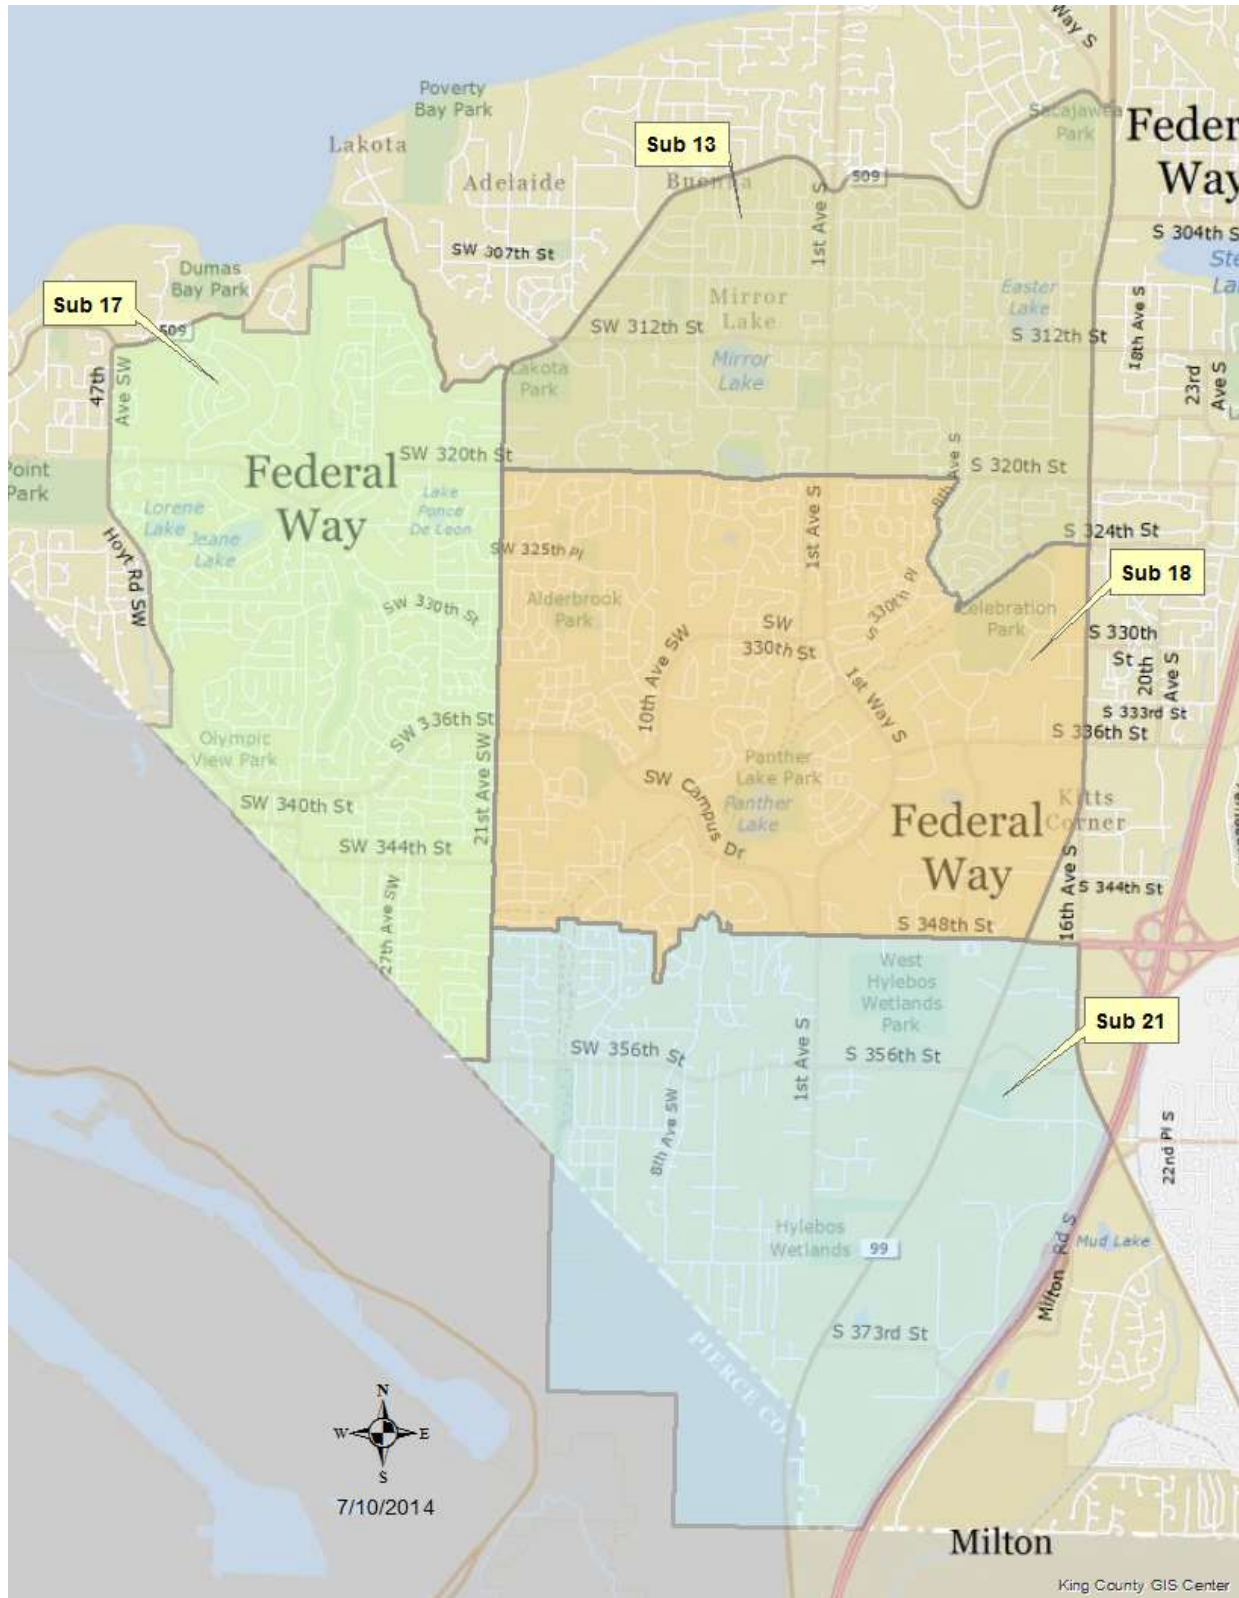 Way S
Poverty
Bay Park
Sacajawea
Park
Federal
Way
Lakota
Sub 13
Adelaide
Buenna
509
1st Ave S
S 304th S
SW 307th St
Dumas
Bay Park
Sub 17
509
Mirror
Lake
Easter
Lake
18th Ave S
SW 312th St
S 312th St
47th
Ave SW
Lakota
Park
Mirror
Lake
23rd
Ave S
SW 320th St
8th Ave S
S 320th St
Point
Park
Federal
Way
Lake
Ponce
De Leon
Lorene
Lake
Jeane
Lake
1st Ave S
S 324th St
Hoyt Rd SW
SW 325th Pl
Sub 18
SW 330th St
Alderbrook
Park
S 330th Pl
Celebration
Park
SW
330th St
S 330th
St
20th
Ave S
10th Ave SW
1st Way S
S 333rd St
SW 336th St
S 336th St
Olympic
View Park
21st Ave SW
Panther
Lake Park
SW Campus Dr
Panther
Lake
SW 340th St
Kitts
Corner
Federal
Way
SW 344th St
16th Ave S
S 344th St
27th Ave SW
S 348th St
West
Hylebos
Wetlands
Park
Sub 21
SW 356th St
1st Ave S
S 356th St
8th Ave SW
22nd Pl S
Hylebos
Wetlands
99
Milton Rd S
Mud Lake
S 373rd St
PIERCE CO.
N
W E
S
7/10/2014
Milton
King County GIS Center